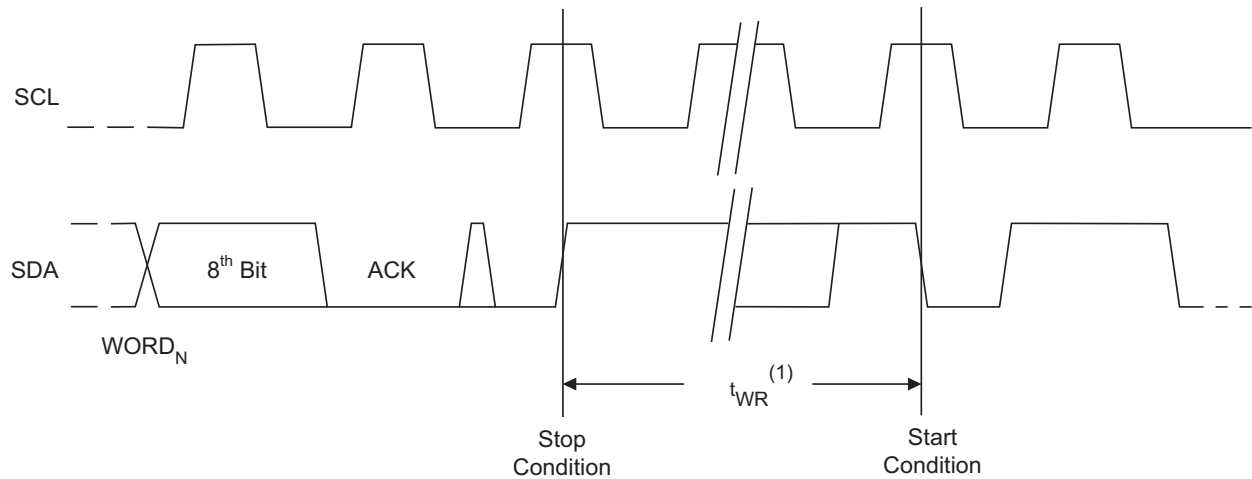 SCL
SDA
8th Bit
ACK
WORDN
tWR(1)
Stop
Condition
Start
Condition